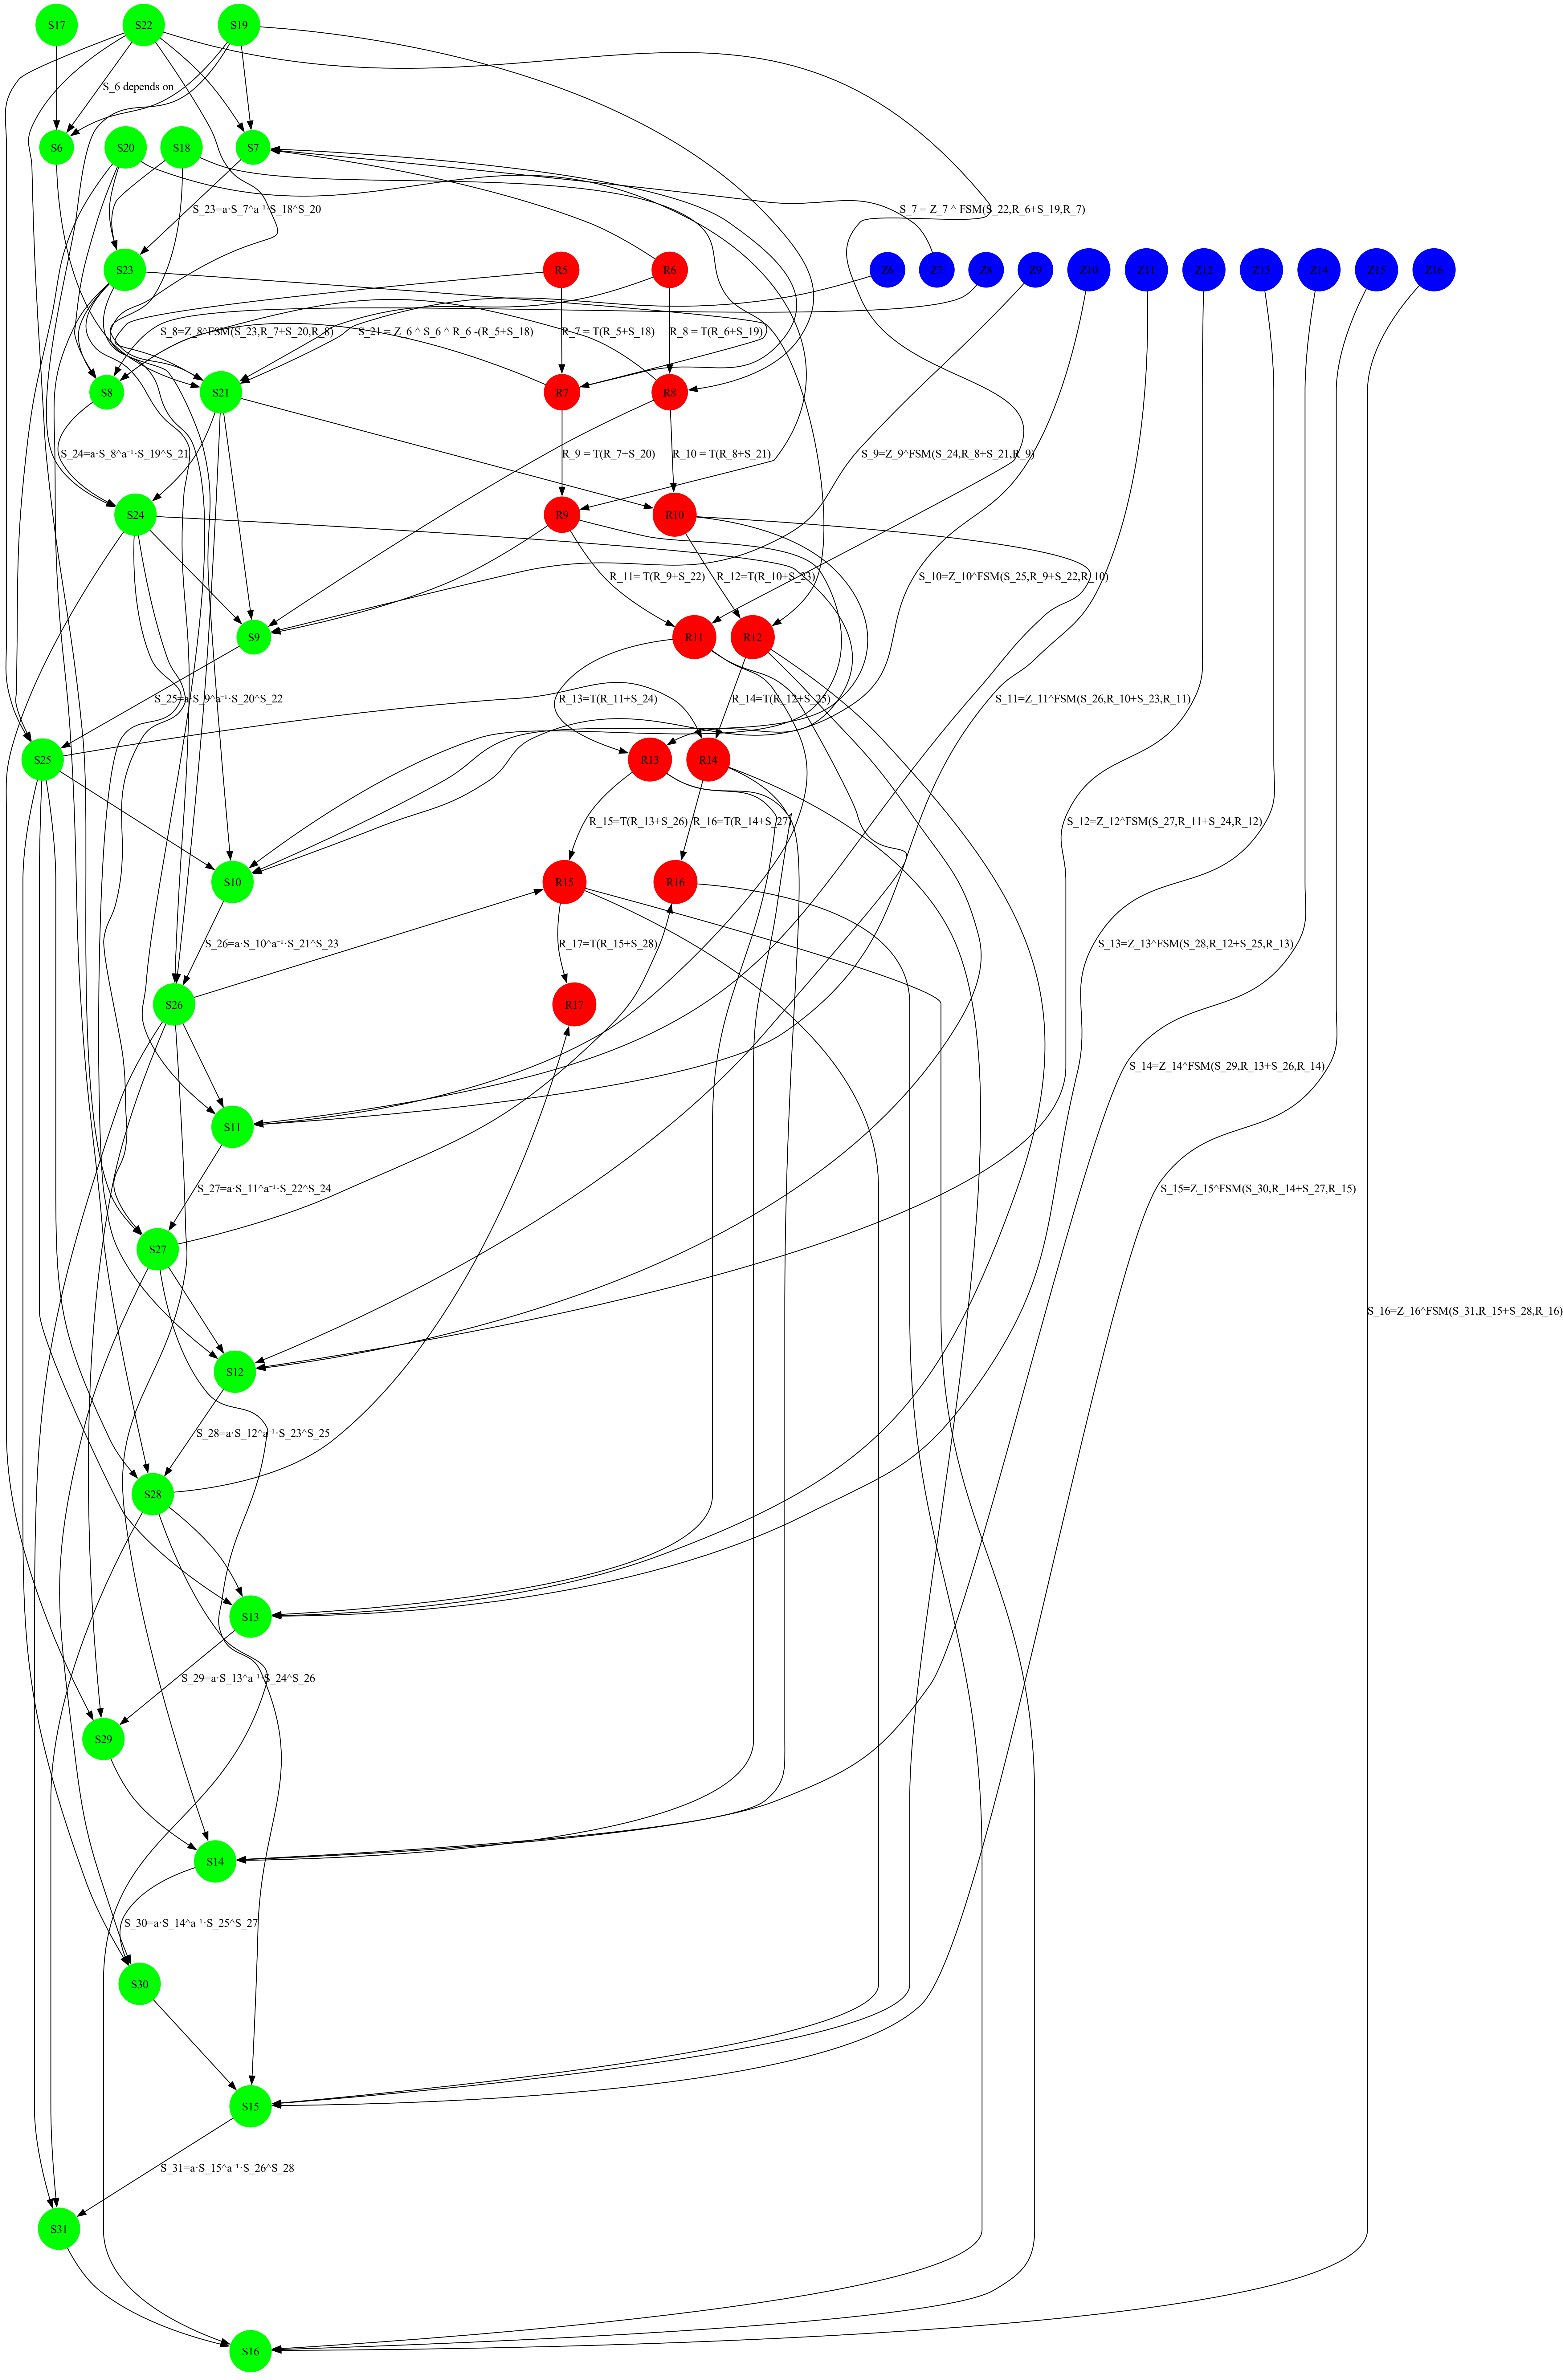 S17
S22
S19
S_6 depends on
S6
S20
S18
S7
S_23=a·S_7^a⁻¹·S_18^S_20
S_7 = Z_7 ^ FSM(S_22,R_6+S_19,R_7)
S23
R5
R6
Z6
Z7
Z8
Z9
Z10
Z11
Z12
Z13
Z14
Z15
Z16
S_8=Z_8^FSM(S_23,R_7+S_20,R_8)
S_21 = Z_6 ^ S_6 ^ R_6 -(R_5+S_18)
R_7 = T(R_5+S_18)
R_8 = T(R_6+S_19)
S8
S21
R7
R8
S_24=a·S_8^a⁻¹·S_19^S_21
R_9 = T(R_7+S_20)
R_10 = T(R_8+S_21)
S_9=Z_9^FSM(S_24,R_8+S_21,R_9)
S24
R9
R10
R_11= T(R_9+S_22)
R_12=T(R_10+S_23)
S_10=Z_10^FSM(S_25,R_9+S_22,R_10)
S9
R11
R12
S_25=a·S_9^a⁻¹·S_20^S_22
R_13=T(R_11+S_24)
R_14=T(R_12+S_25)
S_11=Z_11^FSM(S_26,R_10+S_23,R_11)
S25
R13
R14
R_15=T(R_13+S_26)
R_16=T(R_14+S_27)
S_12=Z_12^FSM(S_27,R_11+S_24,R_12)
S10
R15
R16
S_26=a·S_10^a⁻¹·S_21^S_23
R_17=T(R_15+S_28)
S_13=Z_13^FSM(S_28,R_12+S_25,R_13)
S26
R17
S_14=Z_14^FSM(S_29,R_13+S_26,R_14)
S11
S_27=a·S_11^a⁻¹·S_22^S_24
S_15=Z_15^FSM(S_30,R_14+S_27,R_15)
S27
S_16=Z_16^FSM(S_31,R_15+S_28,R_16)
S12
S_28=a·S_12^a⁻¹·S_23^S_25
S28
S13
S_29=a·S_13^a⁻¹·S_24^S_26
S29
S14
S_30=a·S_14^a⁻¹·S_25^S_27
S30
S15
S_31=a·S_15^a⁻¹·S_26^S_28
S31
S16